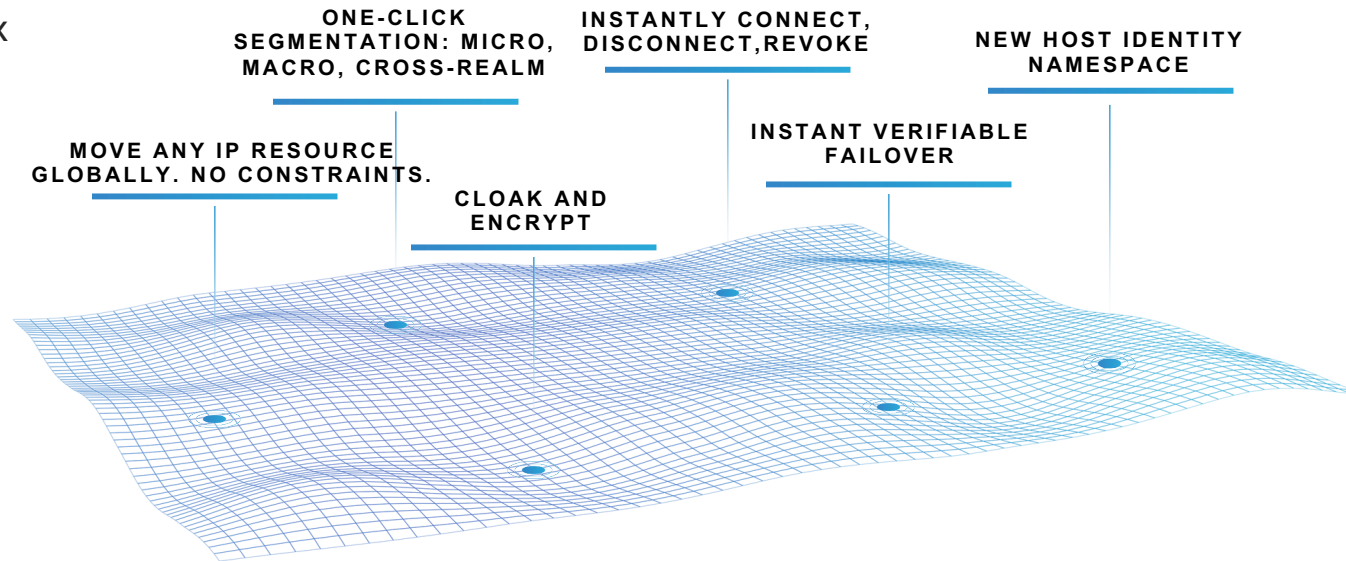 X
ONE-CLICK
SEGMENTATION: MICRO,
MACRO, CROSS-REALM
INSTANTLY CONNECT,
DISCONNECT,REVOKE
NEW HOST IDENTITY
NAMESPACE
MOVE ANY IP RESOURCE
GLOBALLY. NO CONSTRAINTS.
INSTANT VERIFIABLE
FAILOVER
CLOAK AND
ENCRYPT